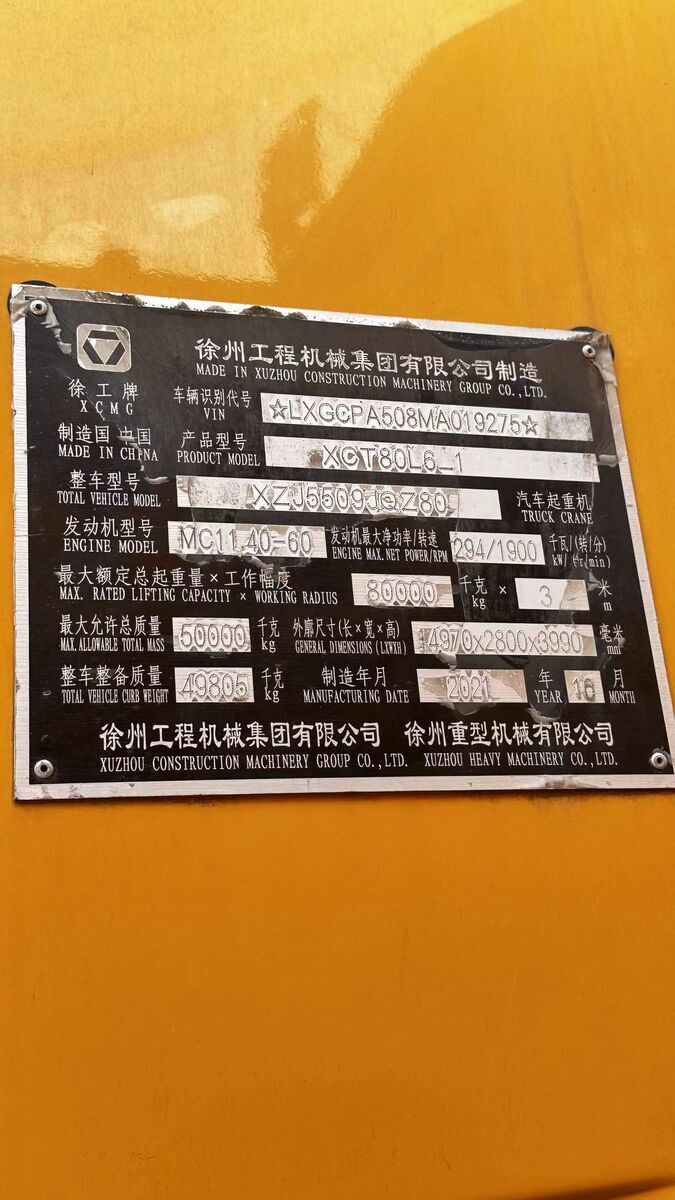 徐州工程机械集团有限公司制造
MADE IN XUZHOU CONSTRUCTION MACHINERY GROUP CO.,LTD.
徐工牌 车辆识别代号 ☆LXGCPA508MA019275☆
XCMG VIN
制造国 中国 产品型号 XCT80L6_1
MADE IN CHINA PRODUCT MODEL
整车型号 XZJ5509JQZ80 汽车起重机
TOTAL VEHICLE MODEL TRUCK CRANE
发动机型号 MC11.40-60 发动机最大净功率/转速 294/1900 千瓦/(转/分)
ENGINE MODEL ENGINE MAX. NET POWER/RPM kW/(r/min)
最大额定总起重量×工作幅度 80000 千克 × 3 米
MAX. RATED LIFTING CAPACITY × WORKING RADIUS kg m
最大允许总质量 50000 千克 外廓尺寸(长×宽×高) 14970x2800x3990 毫米
MAX. ALLOWABLE TOTAL MASS kg GENERAL DIMENSIONS (LXWXH) mm
整车整备质量 49805 千克 制造年月 2021 年 10 月
TOTAL VEHICLE CURB WEIGHT kg MANUFACTURING DATE YEAR MONTH
徐州工程机械集团有限公司 徐州重型机械有限公司
XUZHOU CONSTRUCTION MACHINERY GROUP CO.,LTD. XUZHOU HEAVY MACHINERY CO.,LTD.